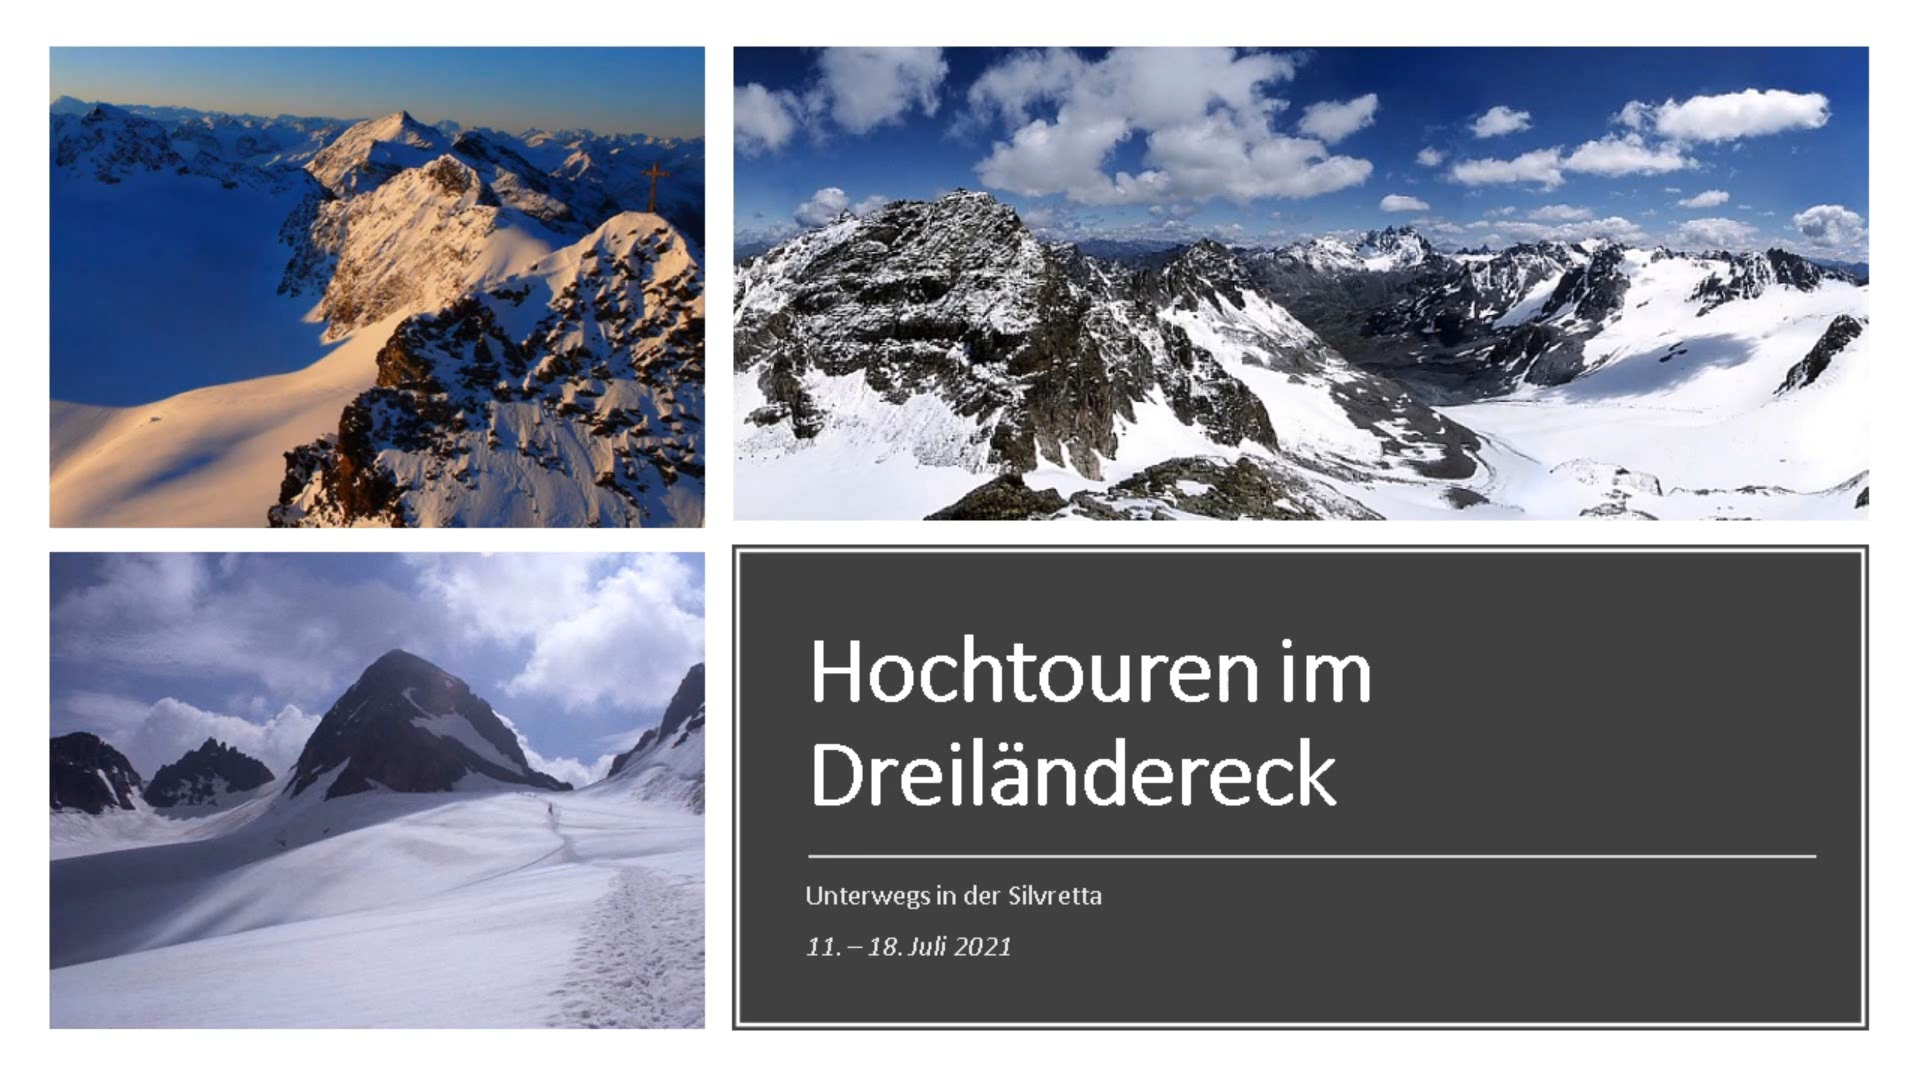 Hochtouren im
Dreiländereck
Unterwegs in der Silvretta
11. – 18. Juli 2021